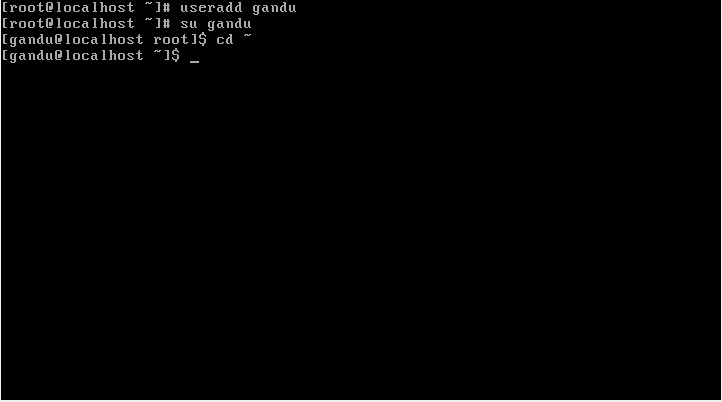 [root@localhost ~]# useradd gandu
[root@localhost ~]# su gandu
[gandu@localhost root]$ cd ~
[gandu@localhost ~]$ _